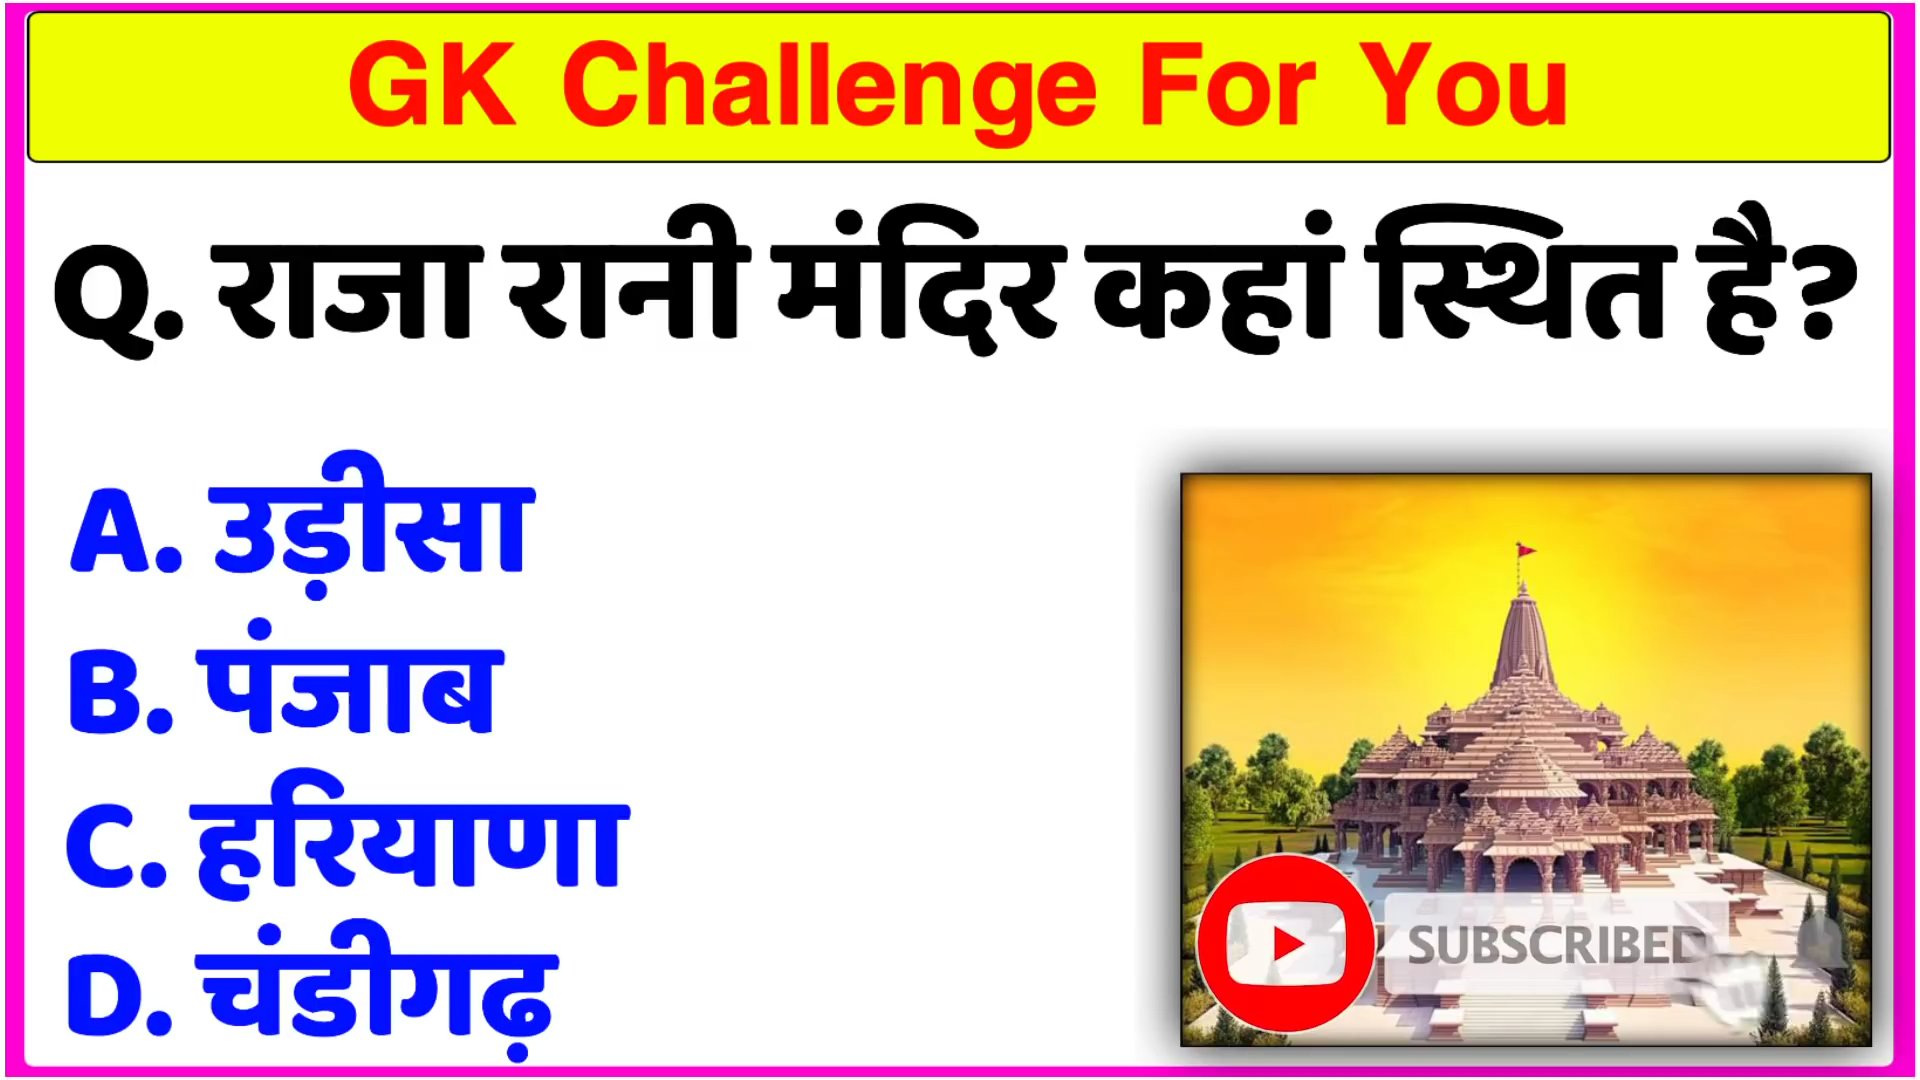 GK Challenge For You
Q. राजा रानी मंदिर कहां स्थित है?
A. उड़ीसा
B. पंजाब
C. हरियाणा
D. चंडीगढ़
SUBSCRIBED